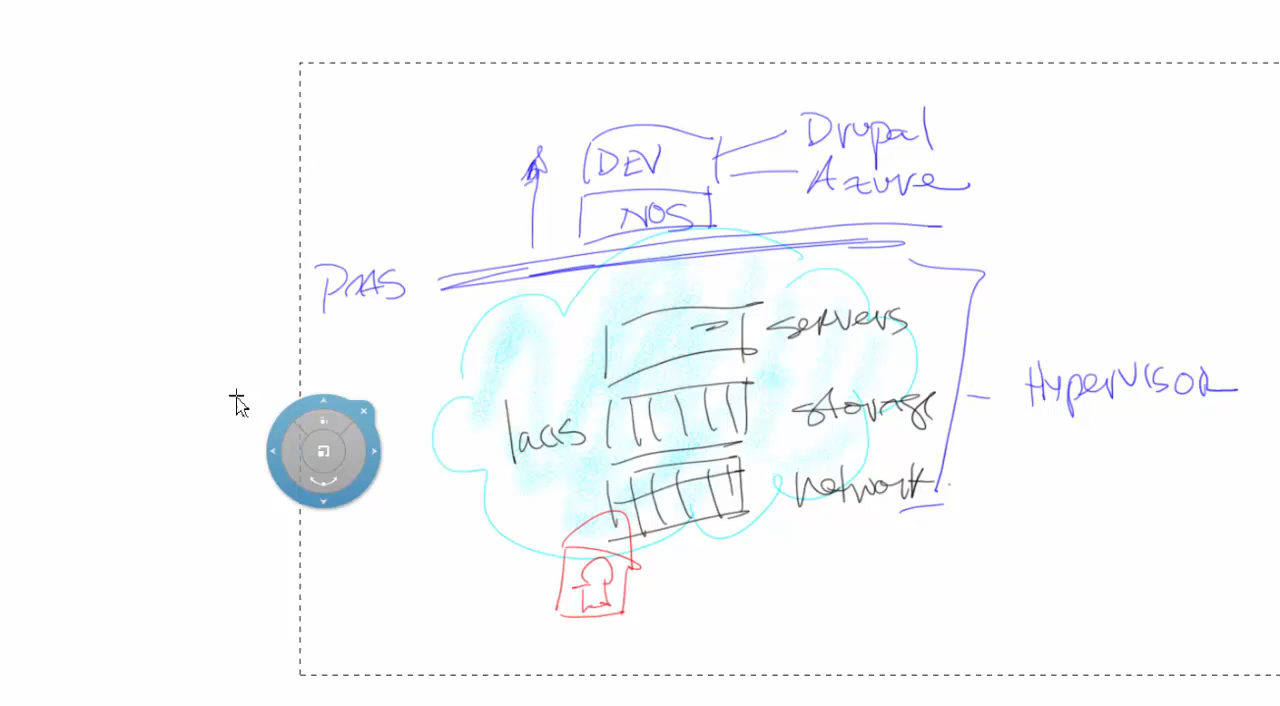 Drupal
DEV
Azure
NOS
PAAS
servers
Hypervisor
storage
Iaas
network